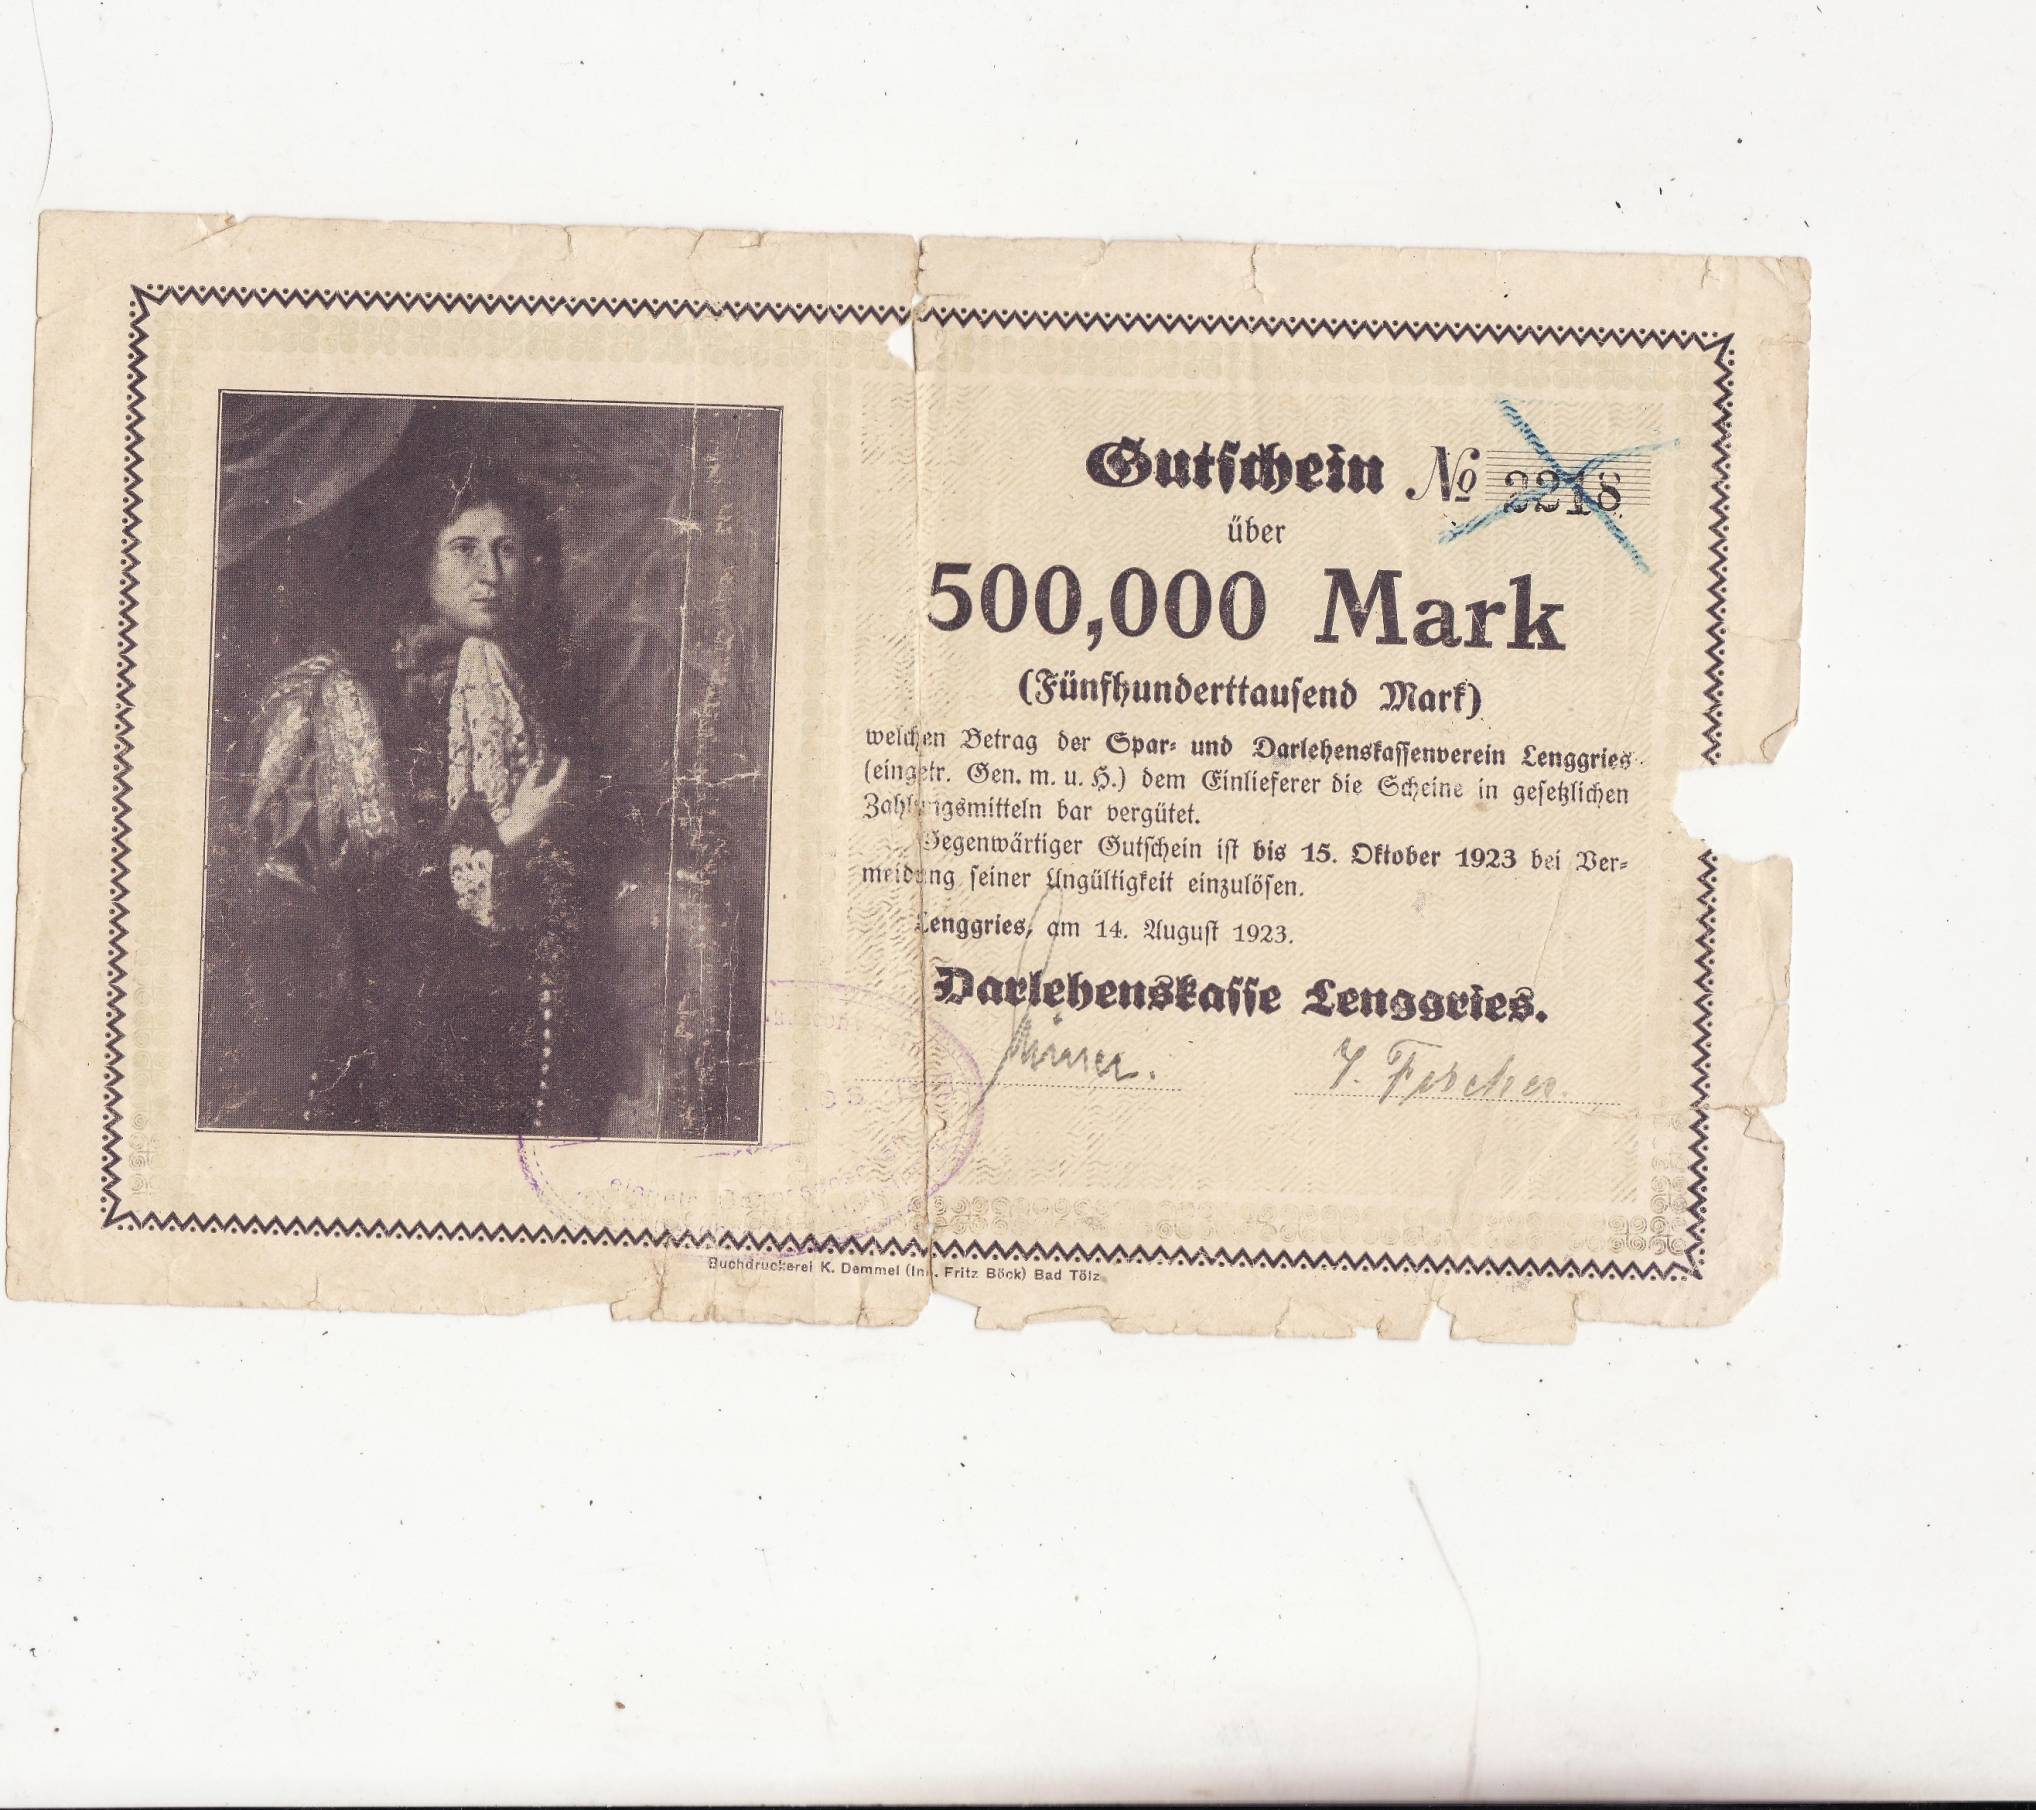 Gutschein № 2218
über
500,000 Mark
(Fünfhunderttausend Mark)
welchen Betrag der Spar- und Darlehenskassenverein Lenggries
(eingetr. Gen. m. u. H.) dem Einlieferer die Scheine in gesetzlichen
Zahlungsmitteln bar vergütet.
Gegenwärtiger Gutschein ist bis 15. Oktober 1923 bei Ver-
meidung seiner Ungültigkeit einzulösen.
Lenggries, am 14. August 1923.
Darlehenskasse Lenggries.
J. Fischer.
Buchdruckerei K. Demmel (Inh. Fritz Böck) Bad Tölz